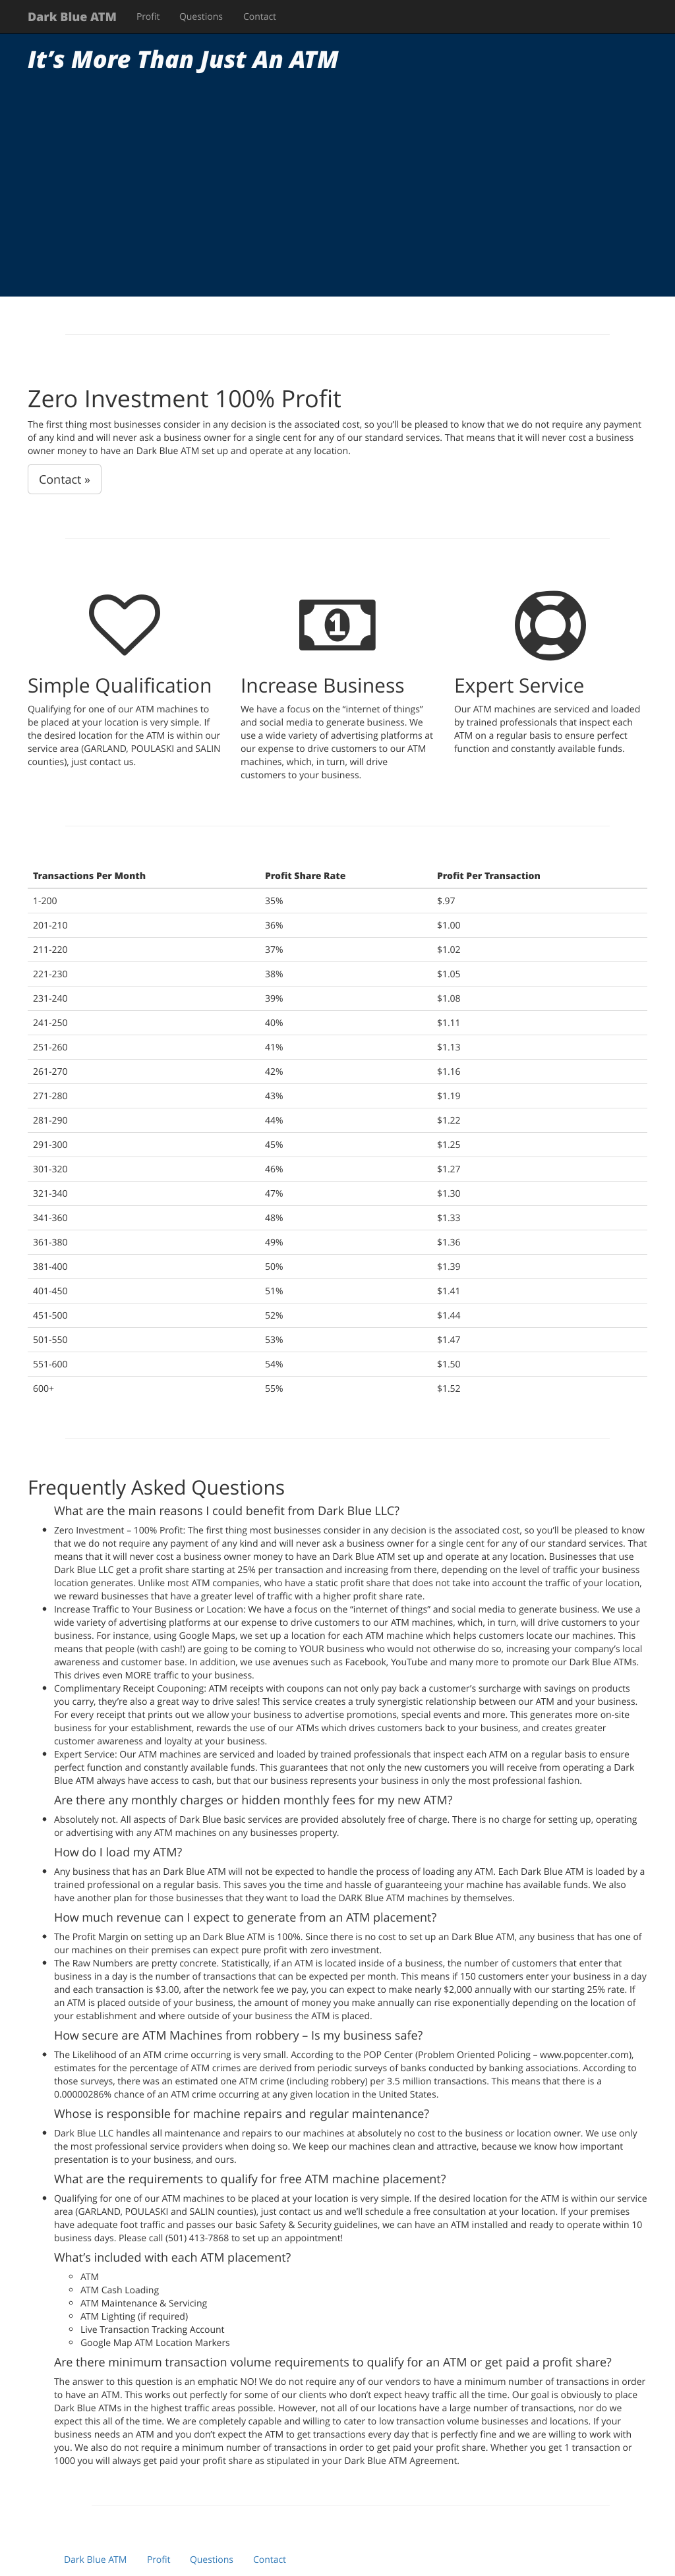 Dark Blue ATM Profit Questions Contact
It's More Than Just An ATM
Zero Investment 100% Profit
The first thing most businesses consider in any decision is the associated cost, so you'll be pleased to know that we do not require any payment
of any kind and will never ask a business owner for a single cent for any of our standard services. That means that it will never cost a business
owner money to have an Dark Blue ATM set up and operate at any location.
Contact »
1
Simple Qualification
Qualifying for one of our ATM machines to
be placed at your location is very simple. If
the desired location for the ATM is within our
service area (GARLAND, POULASKI and SALIN
counties), just contact us.
Increase Business
We have a focus on the "internet of things"
and social media to generate business. We
use a wide variety of advertising platforms at
our expense to drive customers to our ATM
machines, which, in turn, will drive
customers to your business.
Expert Service
Our ATM machines are serviced and loaded
by trained professionals that inspect each
ATM on a regular basis to ensure perfect
function and constantly available funds.
Transactions Per Month Profit Share Rate Profit Per Transaction
1-200 35% $.97
201-210 36% $1.00
211-220 37% $1.02
221-230 38% $1.05
231-240 39% $1.08
241-250 40% $1.11
251-260 41% $1.13
261-270 42% $1.16
271-280 43% $1.19
281-290 44% $1.22
291-300 45% $1.25
301-320 46% $1.27
321-340 47% $1.30
341-360 48% $1.33
361-380 49% $1.36
381-400 50% $1.39
401-450 51% $1.41
451-500 52% $1.44
501-550 53% $1.47
551-600 54% $1.50
600+ 55% $1.52
Frequently Asked Questions
What are the main reasons I could benefit from Dark Blue LLC?
Zero Investment – 100% Profit: The first thing most businesses consider in any decision is the associated cost, so you'll be pleased to know
that we do not require any payment of any kind and will never ask a business owner for a single cent for any of our standard services. That
means that it will never cost a business owner money to have an Dark Blue ATM set up and operate at any location. Businesses that use
Dark Blue LLC get a profit share starting at 25% per transaction and increasing from there, depending on the level of traffic your business
location generates. Unlike most ATM companies, who have a static profit share that does not take into account the traffic of your location,
we reward businesses that have a greater level of traffic with a higher profit share rate.
Increase Traffic to Your Business or Location: We have a focus on the "internet of things" and social media to generate business. We use a
wide variety of advertising platforms at our expense to drive customers to our ATM machines, which, in turn, will drive customers to your
business. For instance, using Google Maps, we set up a location for each ATM machine which helps customers locate our machines. This
means that people (with cash!) are going to be coming to YOUR business who would not otherwise do so, increasing your company's local
awareness and customer base. In addition, we use avenues such as Facebook, YouTube and many more to promote our Dark Blue ATMs.
This drives even MORE traffic to your business.
Complimentary Receipt Couponing: ATM receipts with coupons can not only pay back a customer's surcharge with savings on products
you carry, they're also a great way to drive sales! This service creates a truly synergistic relationship between our ATM and your business.
For every receipt that prints out we allow your business to advertise promotions, special events and more. This generates more on-site
business for your establishment, rewards the use of our ATMs which drives customers back to your business, and creates greater
customer awareness and loyalty at your business.
Expert Service: Our ATM machines are serviced and loaded by trained professionals that inspect each ATM on a regular basis to ensure
perfect function and constantly available funds. This guarantees that not only the new customers you will receive from operating a Dark
Blue ATM always have access to cash, but that our business represents your business in only the most professional fashion.
Are there any monthly charges or hidden monthly fees for my new ATM?
Absolutely not. All aspects of Dark Blue basic services are provided absolutely free of charge. There is no charge for setting up, operating
or advertising with any ATM machines on any businesses property.
How do I load my ATM?
Any business that has an Dark Blue ATM will not be expected to handle the process of loading any ATM. Each Dark Blue ATM is loaded by a
trained professional on a regular basis. This saves you the time and hassle of guaranteeing your machine has available funds. We also
have another plan for those businesses that they want to load the DARK Blue ATM machines by themselves.
How much revenue can I expect to generate from an ATM placement?
The Profit Margin on setting up an Dark Blue ATM is 100%. Since there is no cost to set up an Dark Blue ATM, any business that has one of
our machines on their premises can expect pure profit with zero investment.
The Raw Numbers are pretty concrete. Statistically, if an ATM is located inside of a business, the number of customers that enter that
business in a day is the number of transactions that can be expected per month. This means if 150 customers enter your business in a day
and each transaction is $3.00, after the network fee we pay, you can expect to make nearly $2,000 annually with our starting 25% rate. If
an ATM is placed outside of your business, the amount of money you make annually can rise exponentially depending on the location of
your establishment and where outside of your business the ATM is placed.
How secure are ATM Machines from robbery – Is my business safe?
The Likelihood of an ATM crime occurring is very small. According to the POP Center (Problem Oriented Policing – www.popcenter.com),
estimates for the percentage of ATM crimes are derived from periodic surveys of banks conducted by banking associations. According to
those surveys, there was an estimated one ATM crime (including robbery) per 3.5 million transactions. This means that there is a
0.00000286% chance of an ATM crime occurring at any given location in the United States.
Whose is responsible for machine repairs and regular maintenance?
Dark Blue LLC handles all maintenance and repairs to our machines at absolutely no cost to the business or location owner. We use only
the most professional service providers when doing so. We keep our machines clean and attractive, because we know how important
presentation is to your business, and ours.
What are the requirements to qualify for free ATM machine placement?
Qualifying for one of our ATM machines to be placed at your location is very simple. If the desired location for the ATM is within our service
area (GARLAND, POULASKI and SALIN counties), just contact us and we'll schedule a free consultation at your location. If your premises
have adequate foot traffic and passes our basic Safety & Security guidelines, we can have an ATM installed and ready to operate within 10
business days. Please call (501) 413-7868 to set up an appointment!
What's included with each ATM placement?
ATM
ATM Cash Loading
ATM Maintenance & Servicing
ATM Lighting (if required)
Live Transaction Tracking Account
Google Map ATM Location Markers
Are there minimum transaction volume requirements to qualify for an ATM or get paid a profit share?
The answer to this question is an emphatic NO! We do not require any of our vendors to have a minimum number of transactions in order
to have an ATM. This works out perfectly for some of our clients who don't expect heavy traffic all the time. Our goal is obviously to place
Dark Blue ATMs in the highest traffic areas possible. However, not all of our locations have a large number of transactions, nor do we
expect this all of the time. We are completely capable and willing to cater to low transaction volume businesses and locations. If your
business needs an ATM and you don't expect the ATM to get transactions every day that is perfectly fine and we are willing to work with
you. We also do not require a minimum number of transactions in order to get paid your profit share. Whether you get 1 transaction or
1000 you will always get paid your profit share as stipulated in your Dark Blue ATM Agreement.
Dark Blue ATM Profit Questions Contact